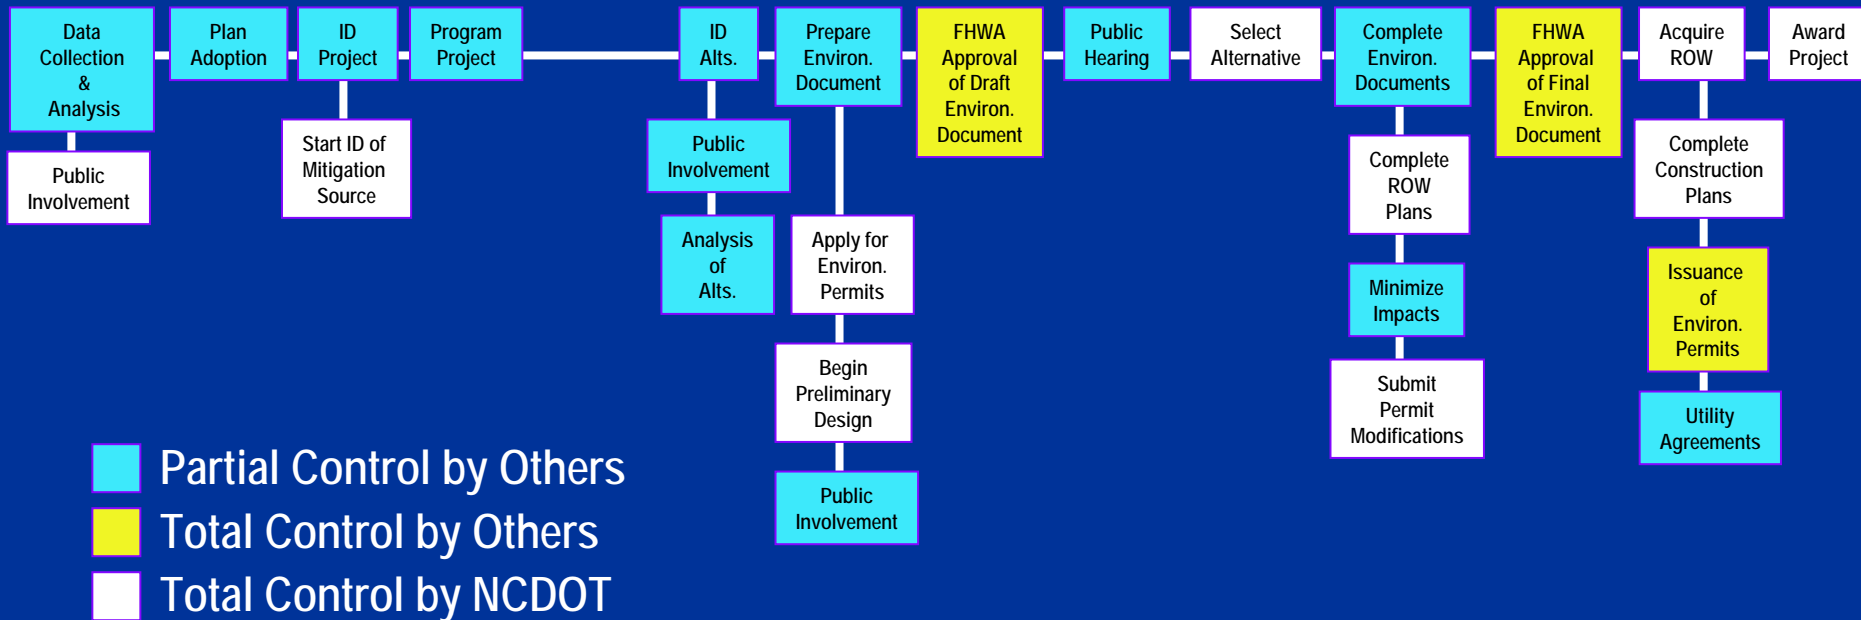 Data
Collection
&
Analysis
Plan
Adoption
ID
Project
Program
Project
ID
Alts.
Prepare
Environ.
Document
FHWA
Approval
of Draft
Environ.
Document
Public
Hearing
Select
Alternative
Complete
Environ.
Documents
FHWA
Approval
of Final
Environ.
Document
Acquire
ROW
Award
Project
Public
Involvement
Start ID of
Mitigation
Source
Public
Involvement
Analysis
of
Alts.
Apply for
Environ.
Permits
Begin
Preliminary
Design
Public
Involvement
Complete
ROW
Plans
Minimize
Impacts
Submit
Permit
Modifications
Complete
Construction
Plans
Issuance
of
Environ.
Permits
Utility
Agreements
Partial Control by Others
Total Control by Others
Total Control by NCDOT